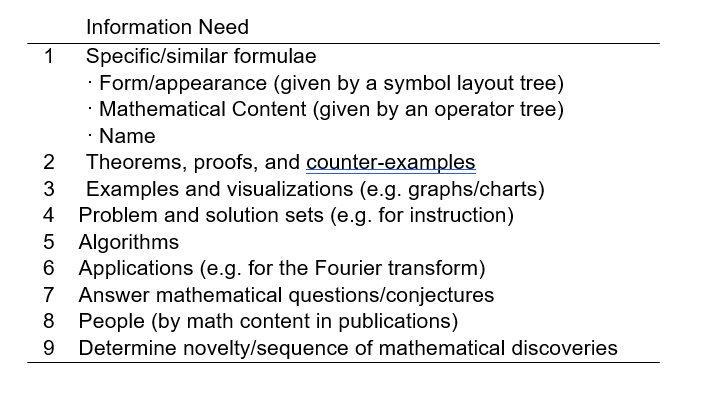 Information Need
1 Specific/similar formulae
· Form/appearance (given by a symbol layout tree)
· Mathematical Content (given by an operator tree)
· Name
2 Theorems, proofs, and counter-examples
3 Examples and visualizations (e.g. graphs/charts)
4 Problem and solution sets (e.g. for instruction)
5 Algorithms
6 Applications (e.g. for the Fourier transform)
7 Answer mathematical questions/conjectures
8 People (by math content in publications)
9 Determine novelty/sequence of mathematical discoveries